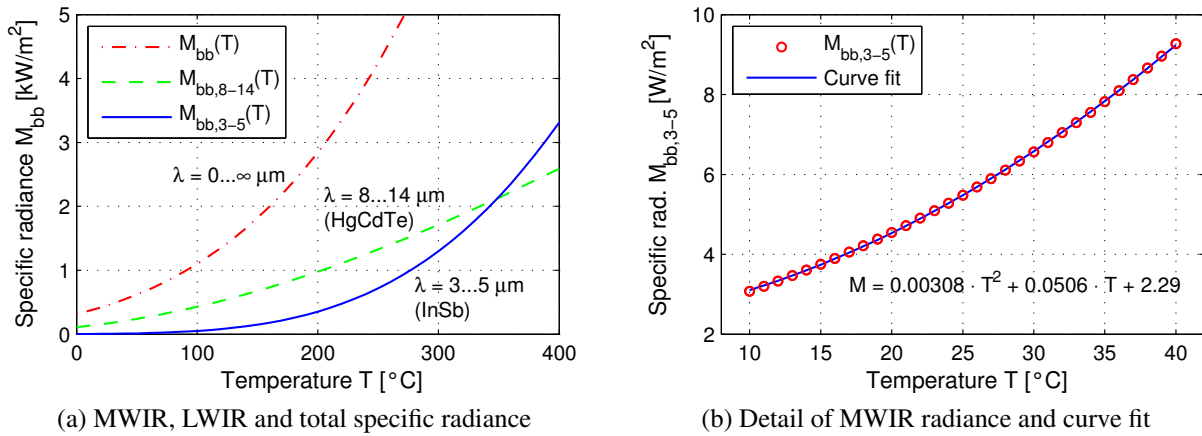 M_bb(T)
M_bb,8−14(T)
M_bb,3−5(T)
λ = 0...∞ μm
λ = 8...14 μm
(HgCdTe)
λ = 3...5 μm
(InSb)
Specific radiance M_bb [kW/m²]
5
4
3
2
1
0
0 100 200 300 400
Temperature T [°C]
(a) MWIR, LWIR and total specific radiance
M_bb,3−5(T)
Curve fit
M = 0.00308 · T² + 0.0506 · T + 2.29
Specific rad. M_bb,3−5 [W/m²]
10
8
6
4
2
10 15 20 25 30 35 40
Temperature T [°C]
(b) Detail of MWIR radiance and curve fit